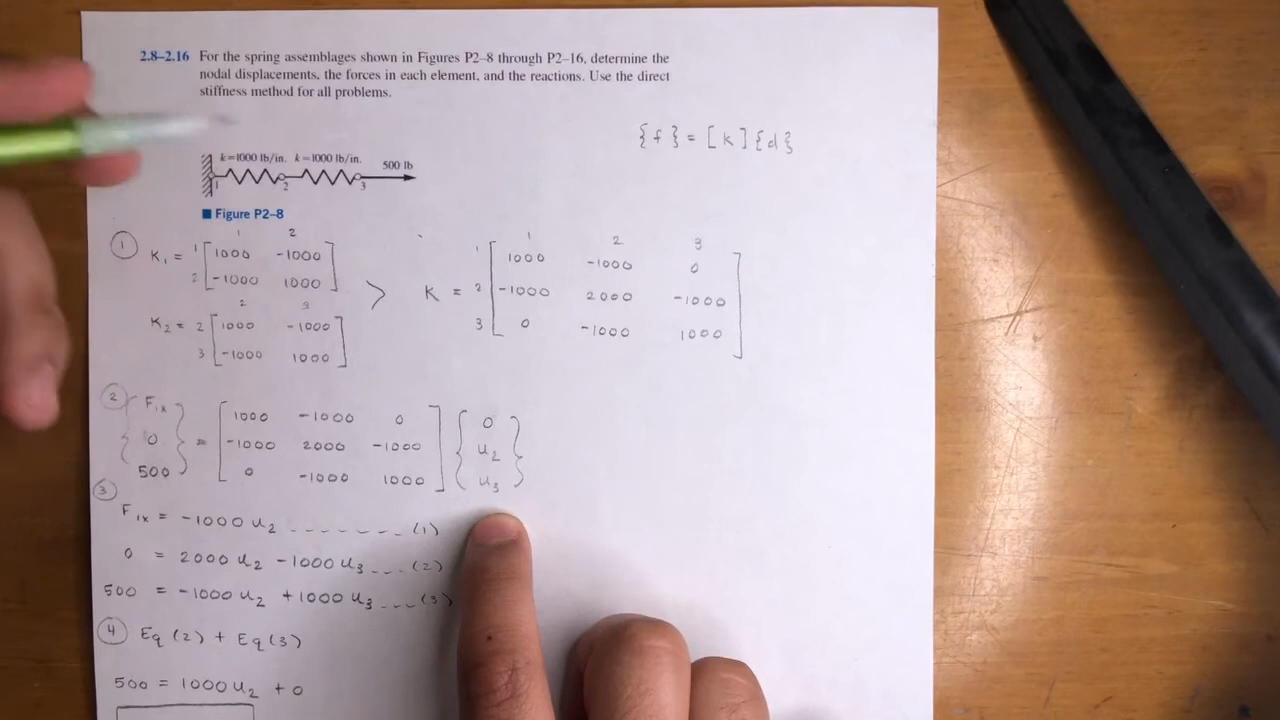 2.8–2.16 For the spring assemblages shown in Figures P2–8 through P2–16, determine the
nodal displacements, the forces in each element, and the reactions. Use the direct
stiffness method for all problems.
{f} = [k]{d}
k=1000 lb/in. k=1000 lb/in. 500 lb
1 2 3
■ Figure P2–8
① K₁ =
1 2
1 [ 1000 -1000 ]
2 [ -1000 1000 ]
K₂ =
2 3
2 [ 1000 -1000 ]
3 [ -1000 1000 ]
> K =
1 2 3
1 [ 1000 -1000 0 ]
2 [ -1000 2000 -1000 ]
3 [ 0 -1000 1000 ]
②
{ F₁ₓ } [ 1000 -1000 0 ] { 0 }
{ 0 } = [ -1000 2000 -1000 ] { u₂ }
{ 500 } [ 0 -1000 1000 ] { u₃ }
③
F₁ₓ = -1000 u₂ ------- (1)
0 = 2000 u₂ - 1000 u₃ --- (2)
500 = -1000 u₂ + 1000 u₃ --- (3)
④ Eq (2) + Eq (3)
500 = 1000 u₂ + 0